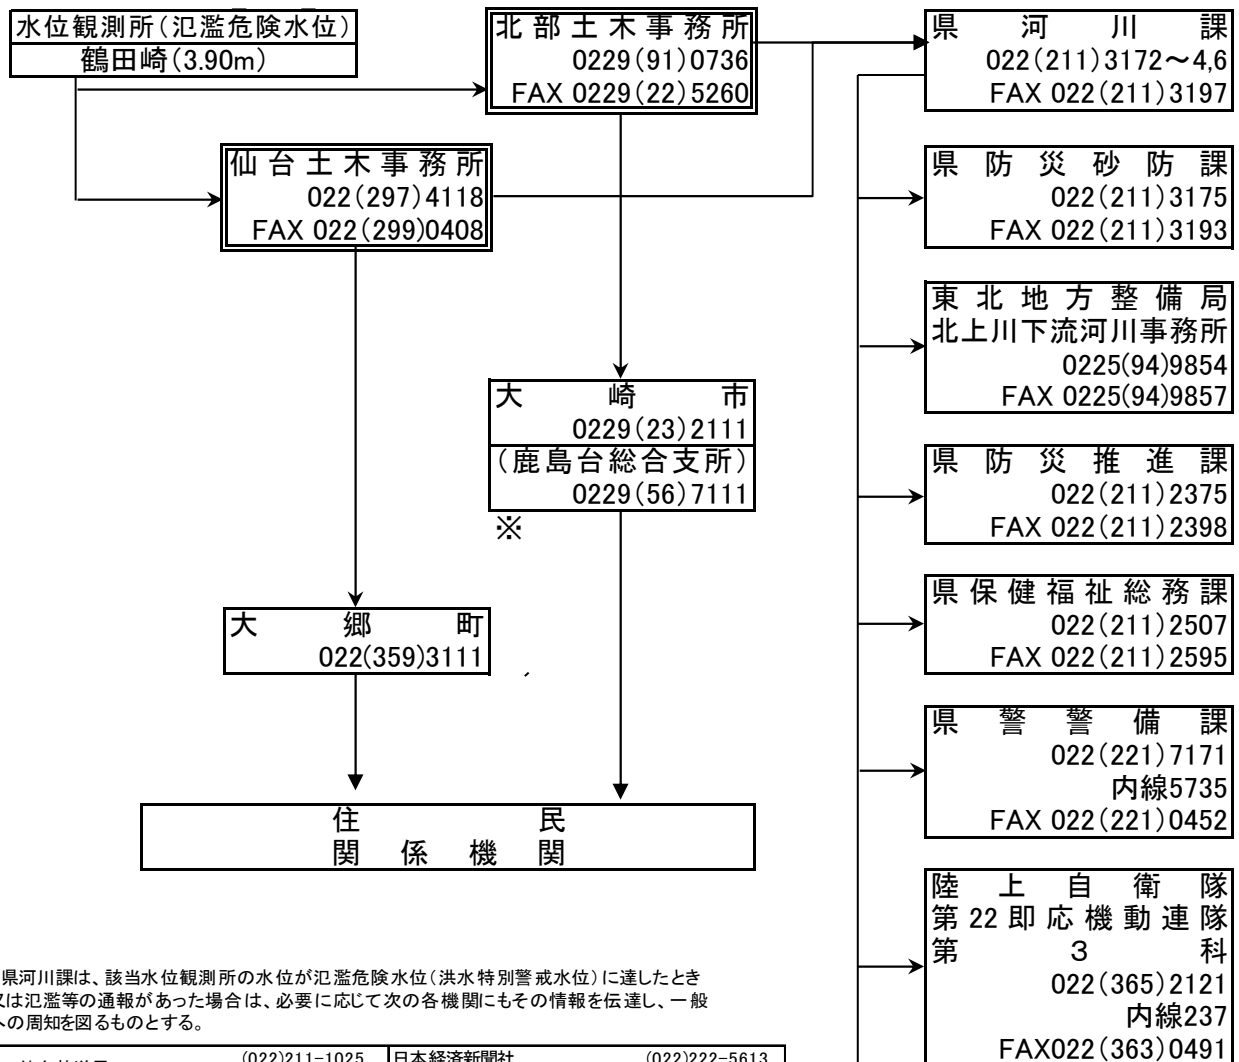 水位観測所(氾濫危険水位)
鶴田崎(3.90m)
北部土木事務所
0229(91)0736
FAX 0229(22)5260
仙台土木事務所
022(297)4118
FAX 022(299)0408
大崎市
0229(23)2111
(鹿島台総合支所)
0229(56)7111
※
大郷町
022(359)3111
住民
関係機関
県河川課
022(211)3172～4,6
FAX 022(211)3197
県防災砂防課
022(211)3175
FAX 022(211)3193
東北地方整備局
北上川下流河川事務所
0225(94)9854
FAX 0225(94)9857
県防災推進課
022(211)2375
FAX 022(211)2398
県保健福祉総務課
022(211)2507
FAX 022(211)2595
県警警備課
022(221)7171
内線5735
FAX 022(221)0452
陸上自衛隊
第22即応機動連隊
第3科
022(365)2121
内線237
FAX022(363)0491
県河川課は、該当水位観測所の水位が氾濫危険水位(洪水特別警戒水位)に達したとき
又は氾濫等の通報があった場合は、必要に応じて次の各機関にもその情報を伝達し、一般
への周知を図るものとする。
(022)211-1025
日本経済新聞社
(022)222-5613